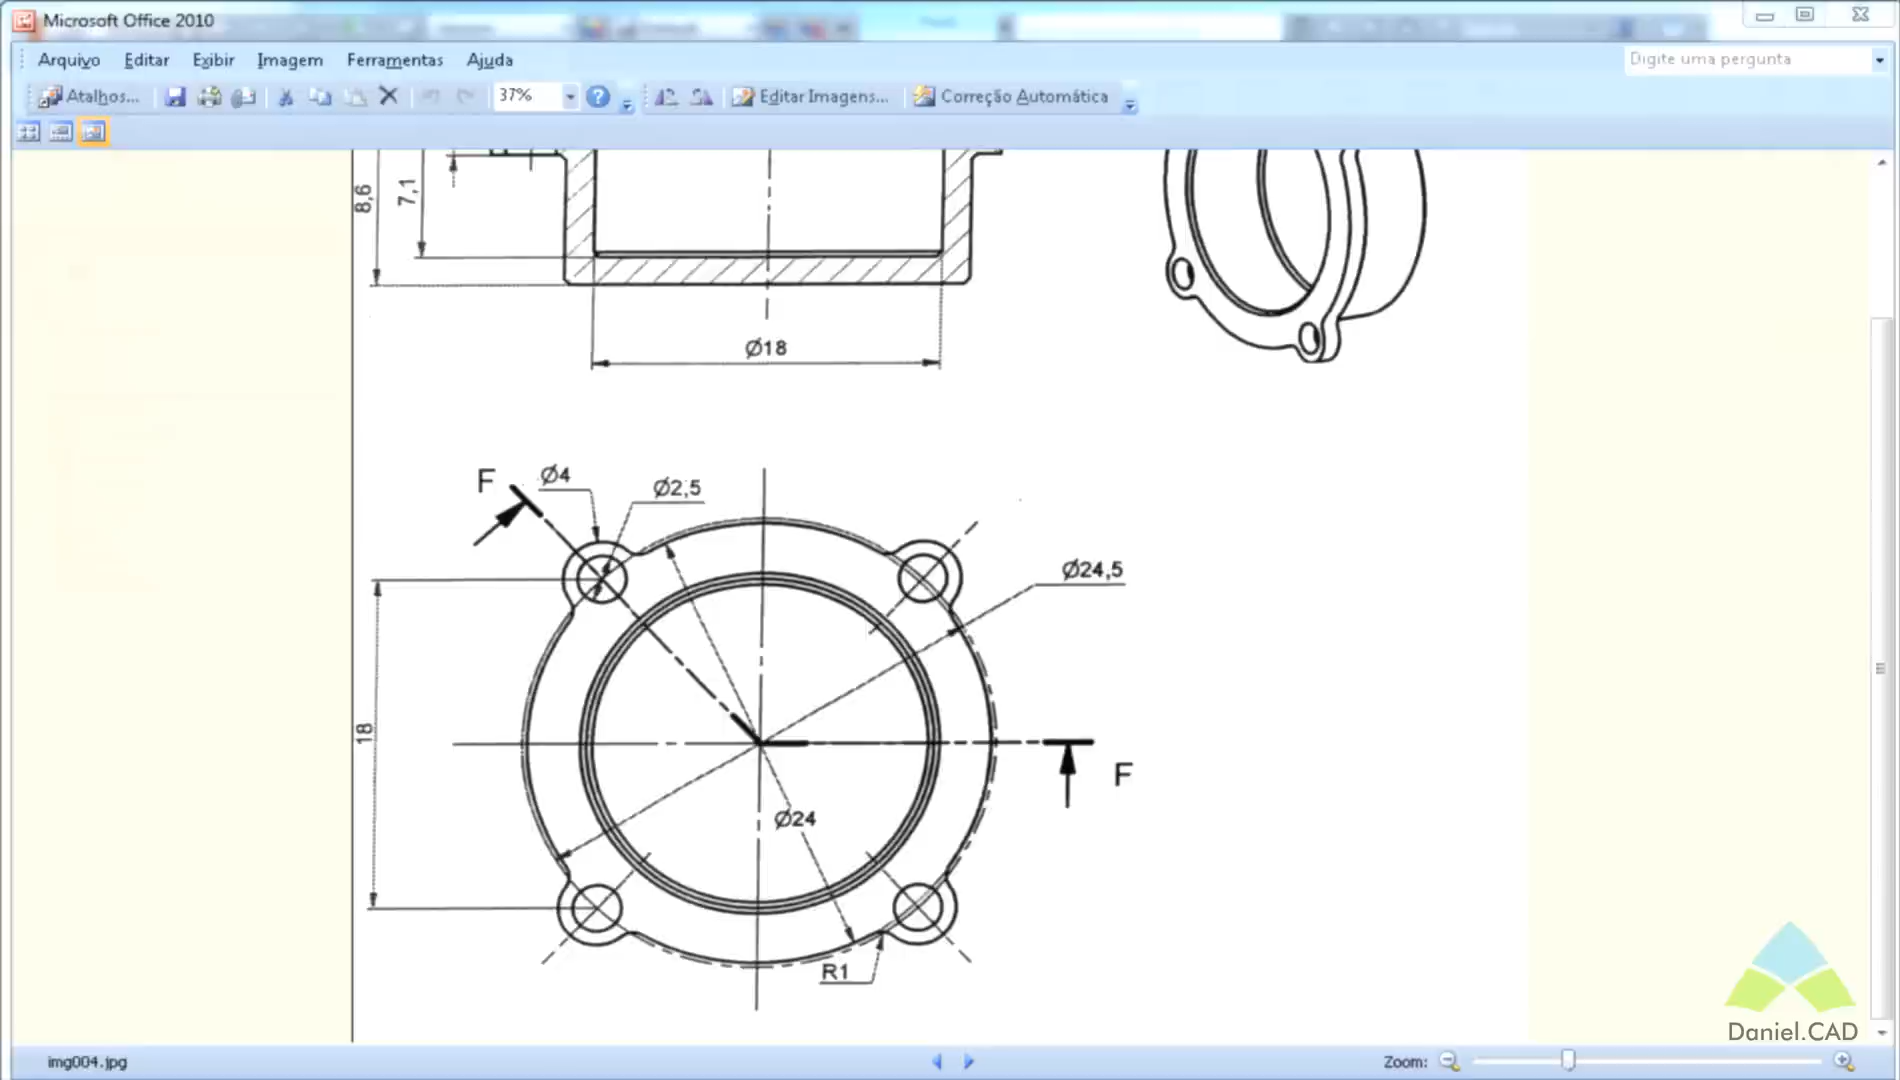 Microsoft Office 2010
Arquivo Editar Exibir Imagem Ferramentas Ajuda
Digite uma pergunta
Atalhos... 37% Editar Imagens... Correção Automática
8,6
7,1
Ø18
F
Ø4
Ø2,5
Ø24,5
18
F
Ø24
R1
Daniel.CAD
img004.jpg
Zoom: